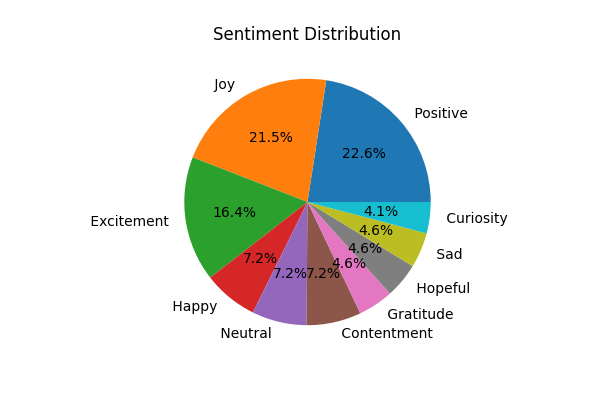 Sentiment Distribution
Joy
Positive
21.5%
22.6%
Excitement
16.4%
4.1%
Curiosity
4.6%
Sad
4.6%
7.2%
4.6%
7.2%
7.2%
Hopeful
Happy
Gratitude
Neutral
Contentment